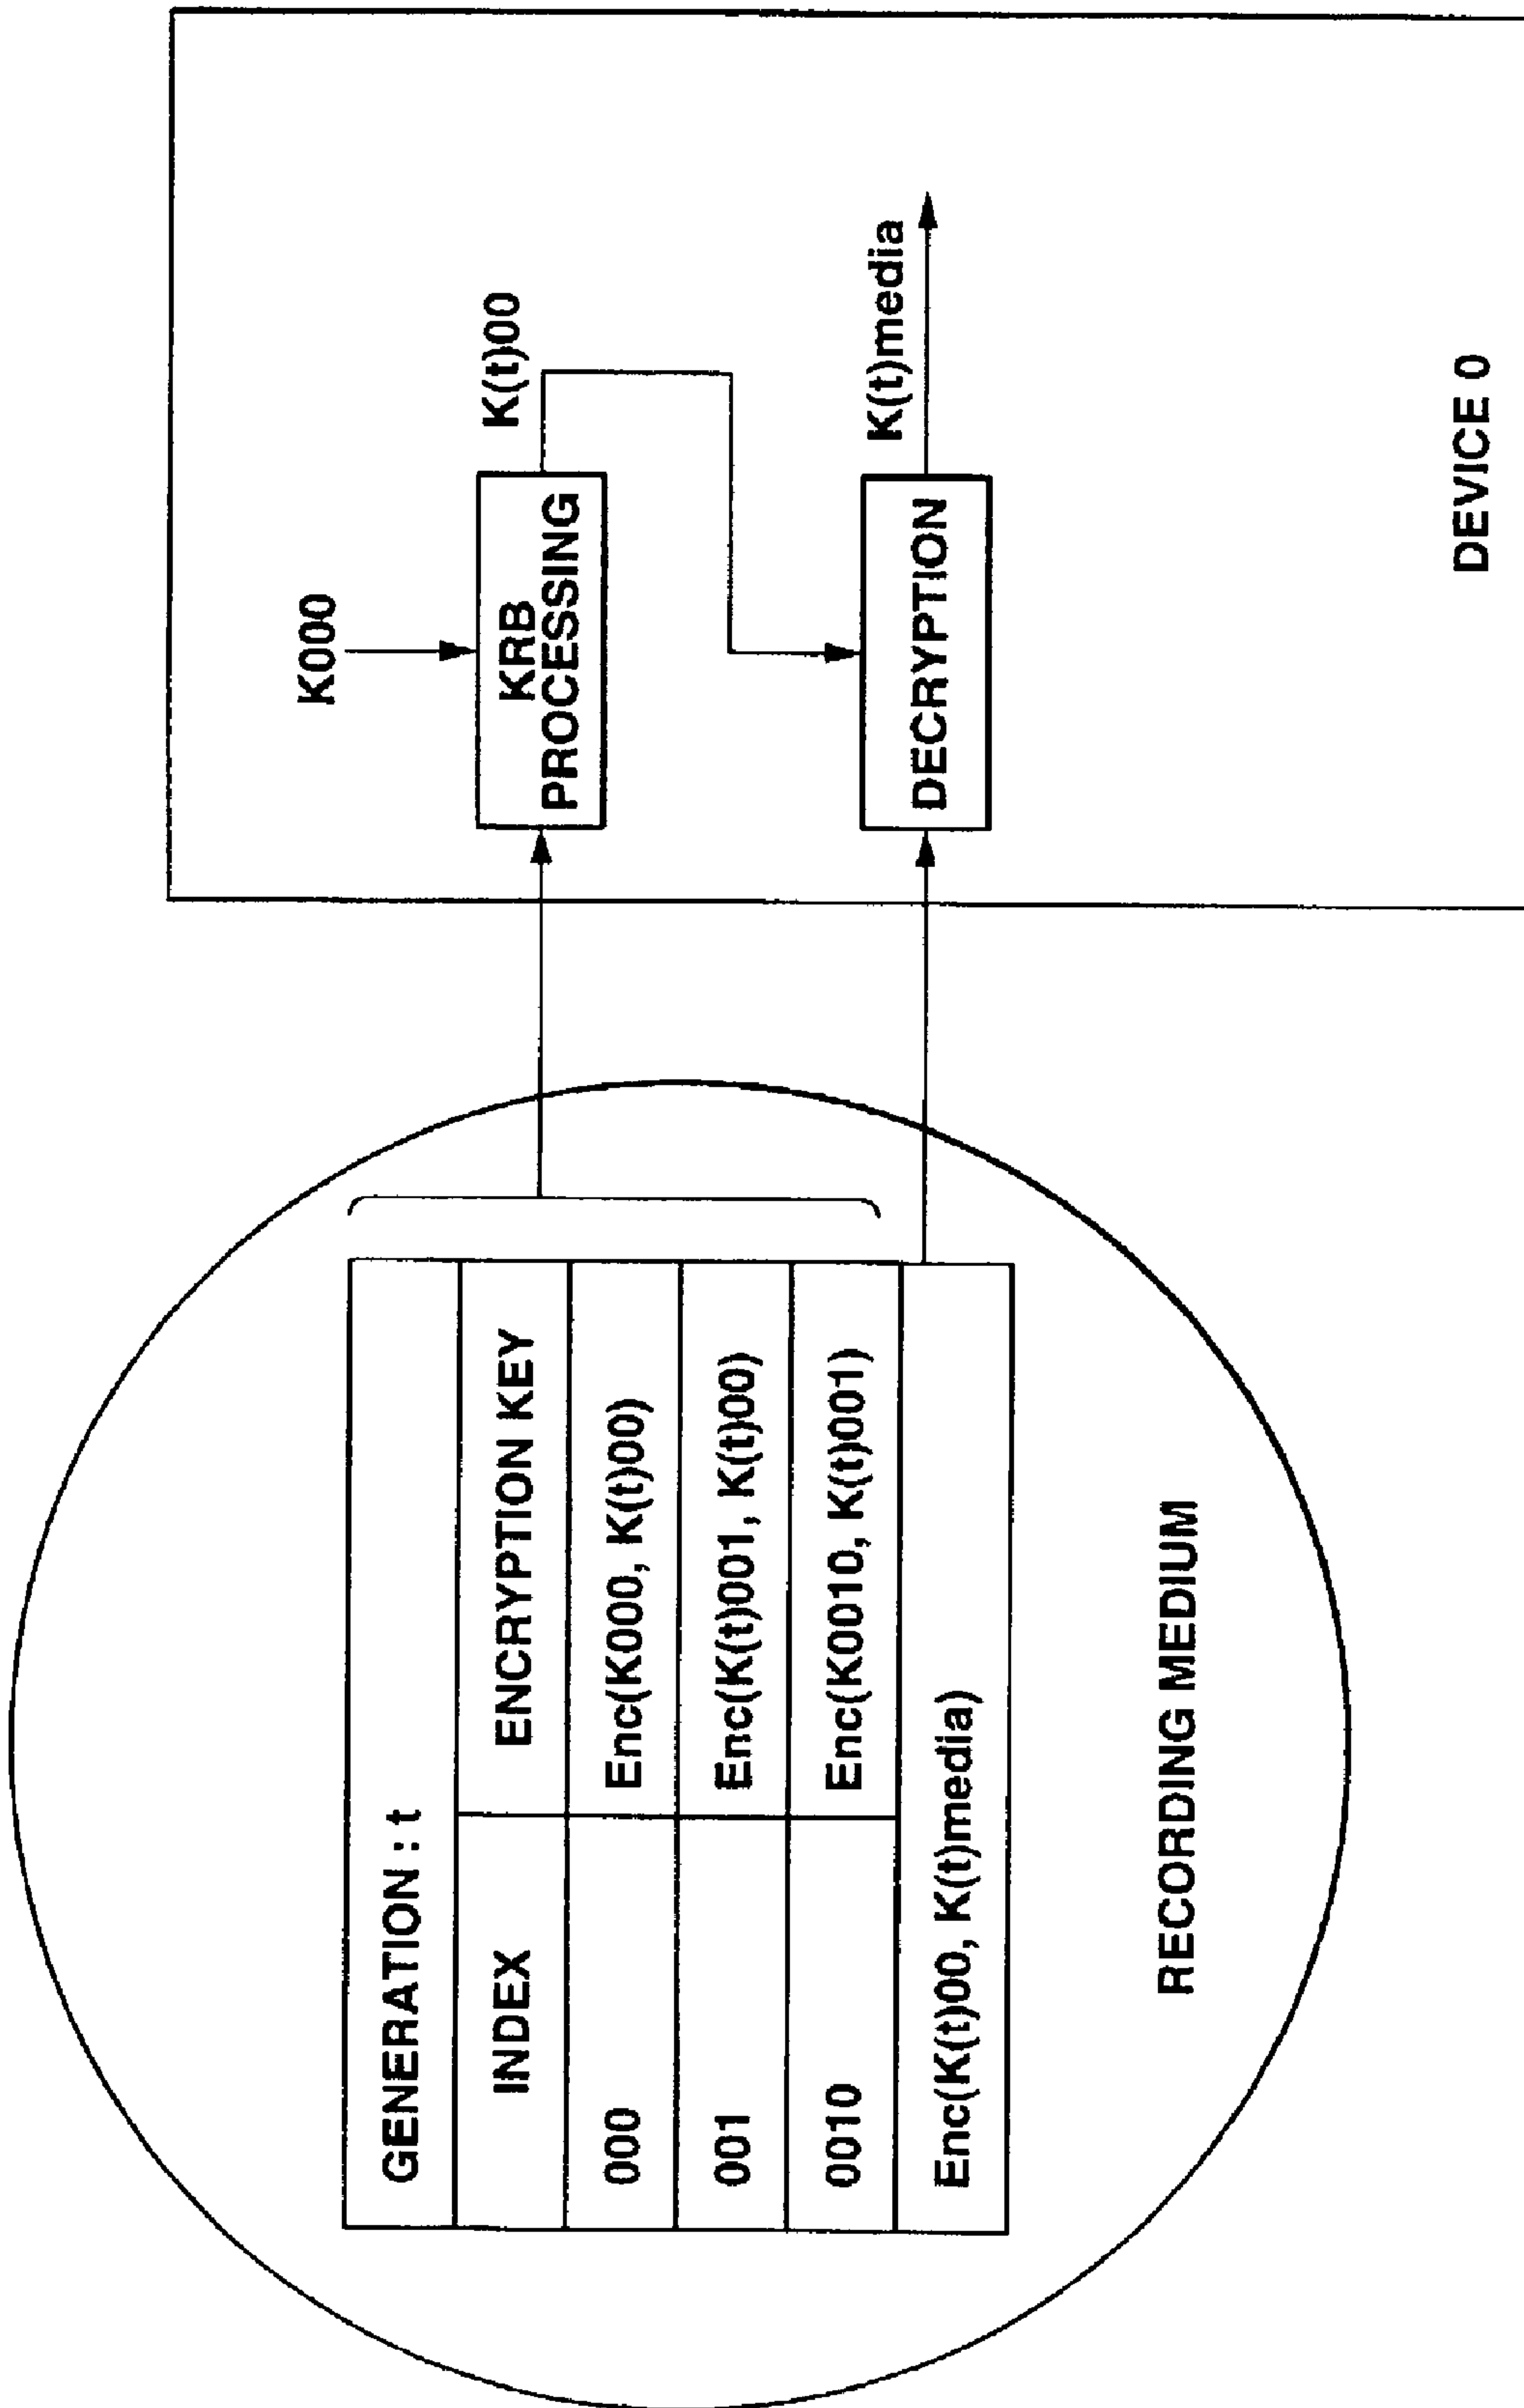 GENERATION : t
INDEX
ENCRYPTION KEY
000
Enc(K000, K(t)00)
001
Enc(K(t)001, K(t)00)
0010
Enc(K0010, K(t)001)
Enc(K(t)00, K(t)media)
RECORDING MEDIUM
K000
KRB
PROCESSING
K(t)00
DECRYPTION
K(t)media
DEVICE 0